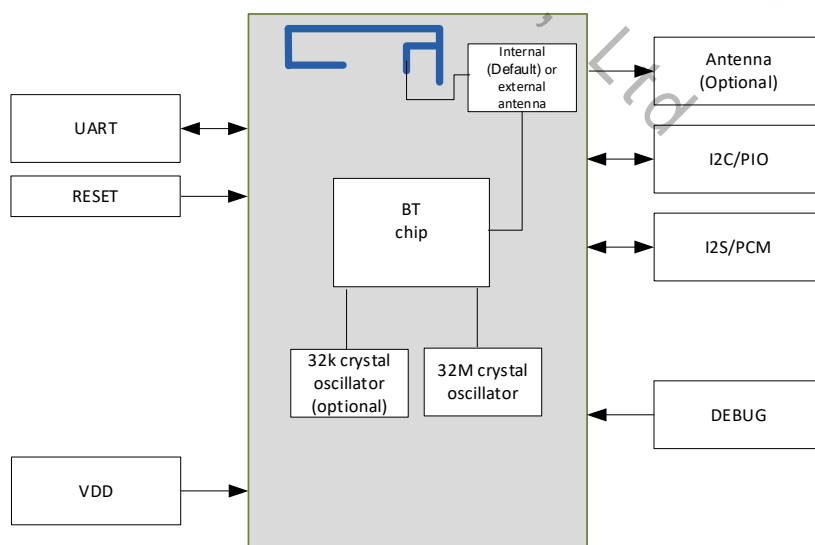 , Ltd
Internal
(Default) or
external
antenna
Antenna
(Optional)
UART
I2C/PIO
RESET
BT
chip
I2S/PCM
32k crystal
oscillator
(optional)
32M crystal
oscillator
DEBUG
VDD